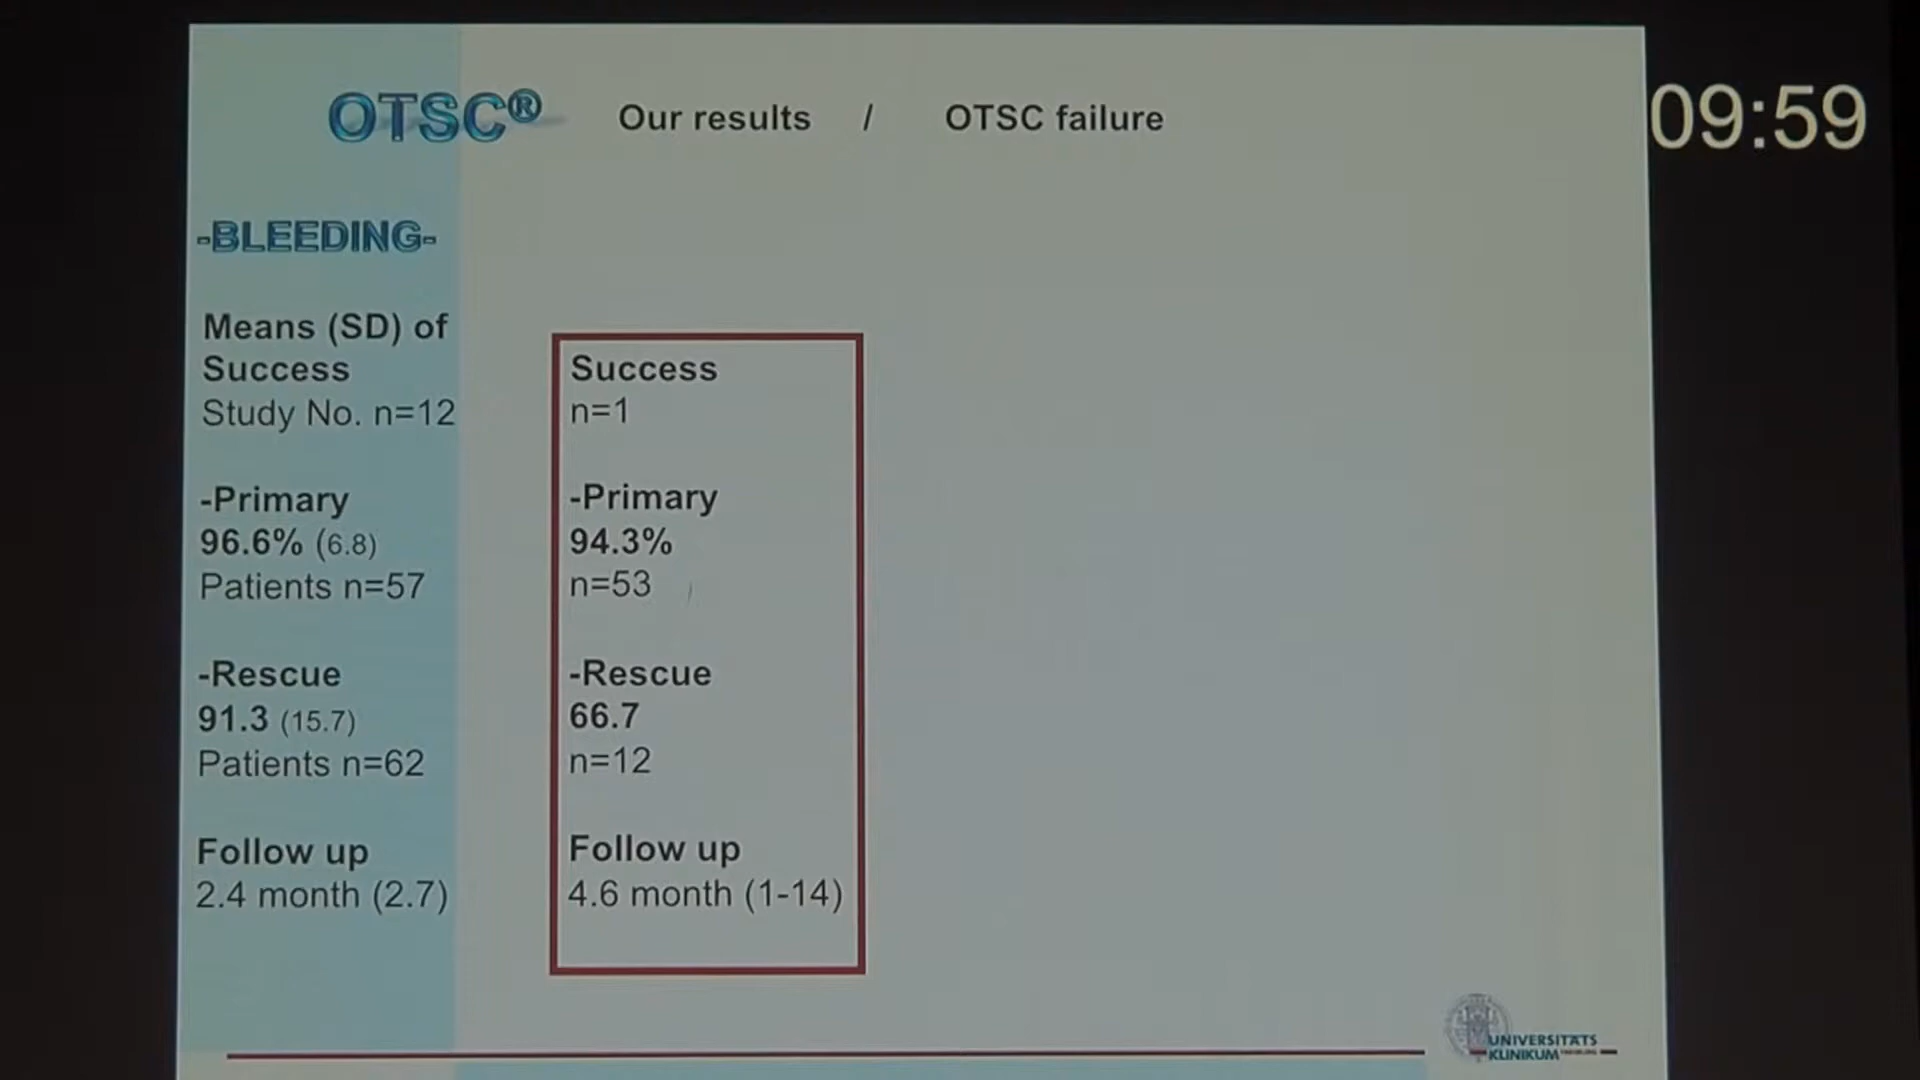 OTSC® Our results / OTSC failure
09:59
-BLEEDING-
Means (SD) of
Success
Study No. n=12
-Primary
96.6% (6.8)
Patients n=57
-Rescue
91.3 (15.7)
Patients n=62
Follow up
2.4 month (2.7)
Success
n=1
-Primary
94.3%
n=53
-Rescue
66.7
n=12
Follow up
4.6 month (1-14)
UNIVERSITÄTS
KLINIKUM